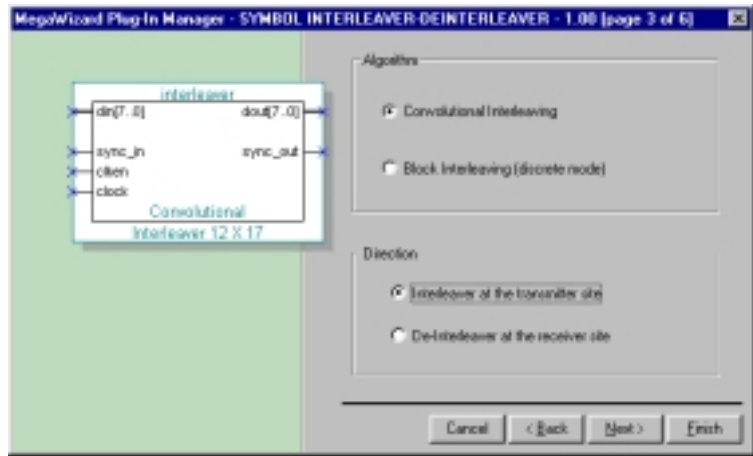 MegaWizard Plug-In Manager - SYMBOL INTERLEAVER-DEINTERLEAVER - 1.00 [page 3 of 6]
interleaver
din[7..0] dout[7..0]
sync_in sync_out
clken
clock
Convolutional
Interleaver 12 X 17
Algorithm
Convolutional Interleaving
Block Interleaving (discrete mode)
Direction
Interleaver at the transmitter site
De-Interleaver at the receiver site
Cancel < Back Next > Finish